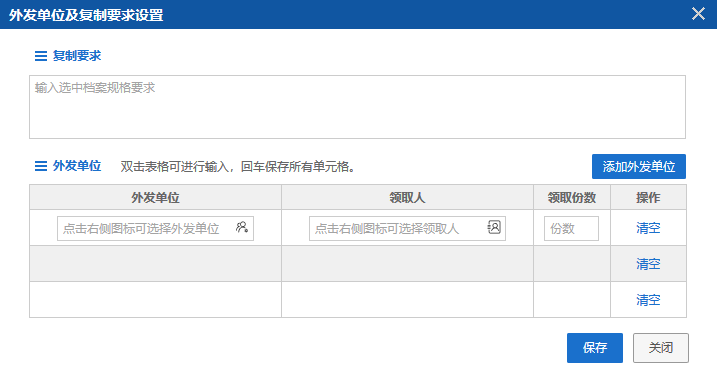 外发单位及复制要求设置
复制要求
输入选中档案规格要求
外发单位 双击表格可进行输入，回车保存所有单元格。 添加外发单位
外发单位 领取人 领取份数 操作
点击右侧图标可选择外发单位 点击右侧图标可选择领取人 份数 清空
清空
清空
保存 关闭